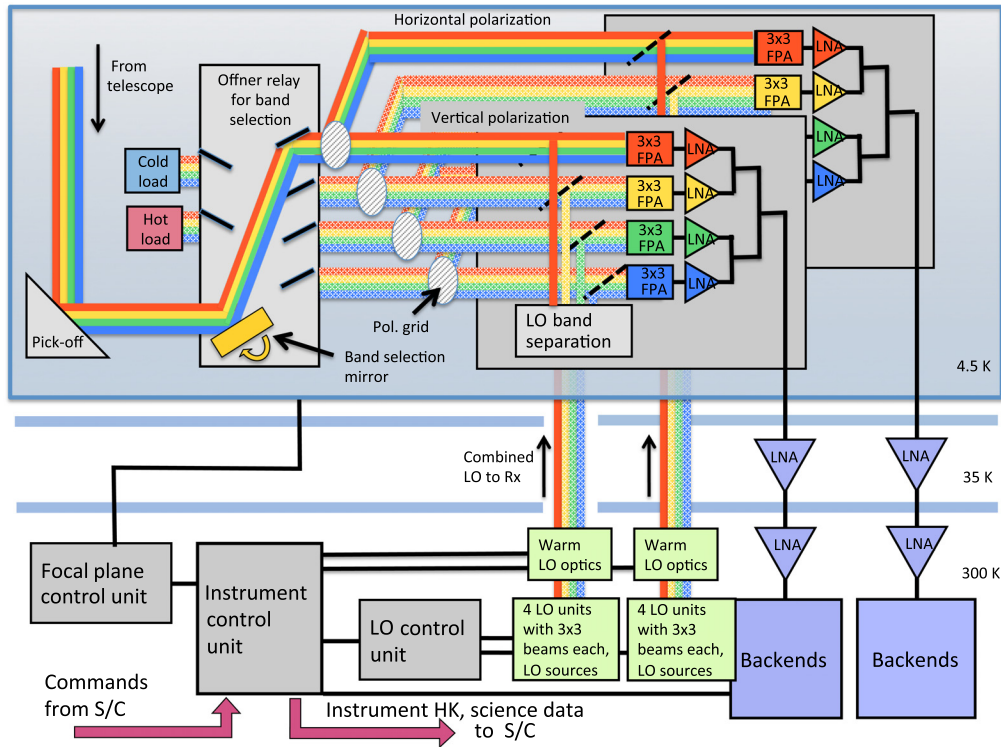 Horizontal polarization
From
telescope
Offner relay
for band
selection
3x3
FPA
LNA
3x3
FPA
LNA
LNA
LNA
Vertical polarization
Cold
load
Hot
load
3x3
FPA
LNA
3x3
FPA
LNA
3x3
FPA
LNA
3x3
FPA
LNA
Pick-off
Pol. grid
Band selection
mirror
LO band
separation
4.5 K
Combined
LO to Rx
LNA
LNA
35 K
Warm
LO optics
Warm
LO optics
LNA
LNA
300 K
Focal plane
control unit
Instrument
control
unit
LO control
unit
4 LO units
with 3x3
beams each,
LO sources
4 LO units
with 3x3
beams each,
LO sources
Backends
Backends
Commands
from S/C
Instrument HK, science data
to S/C